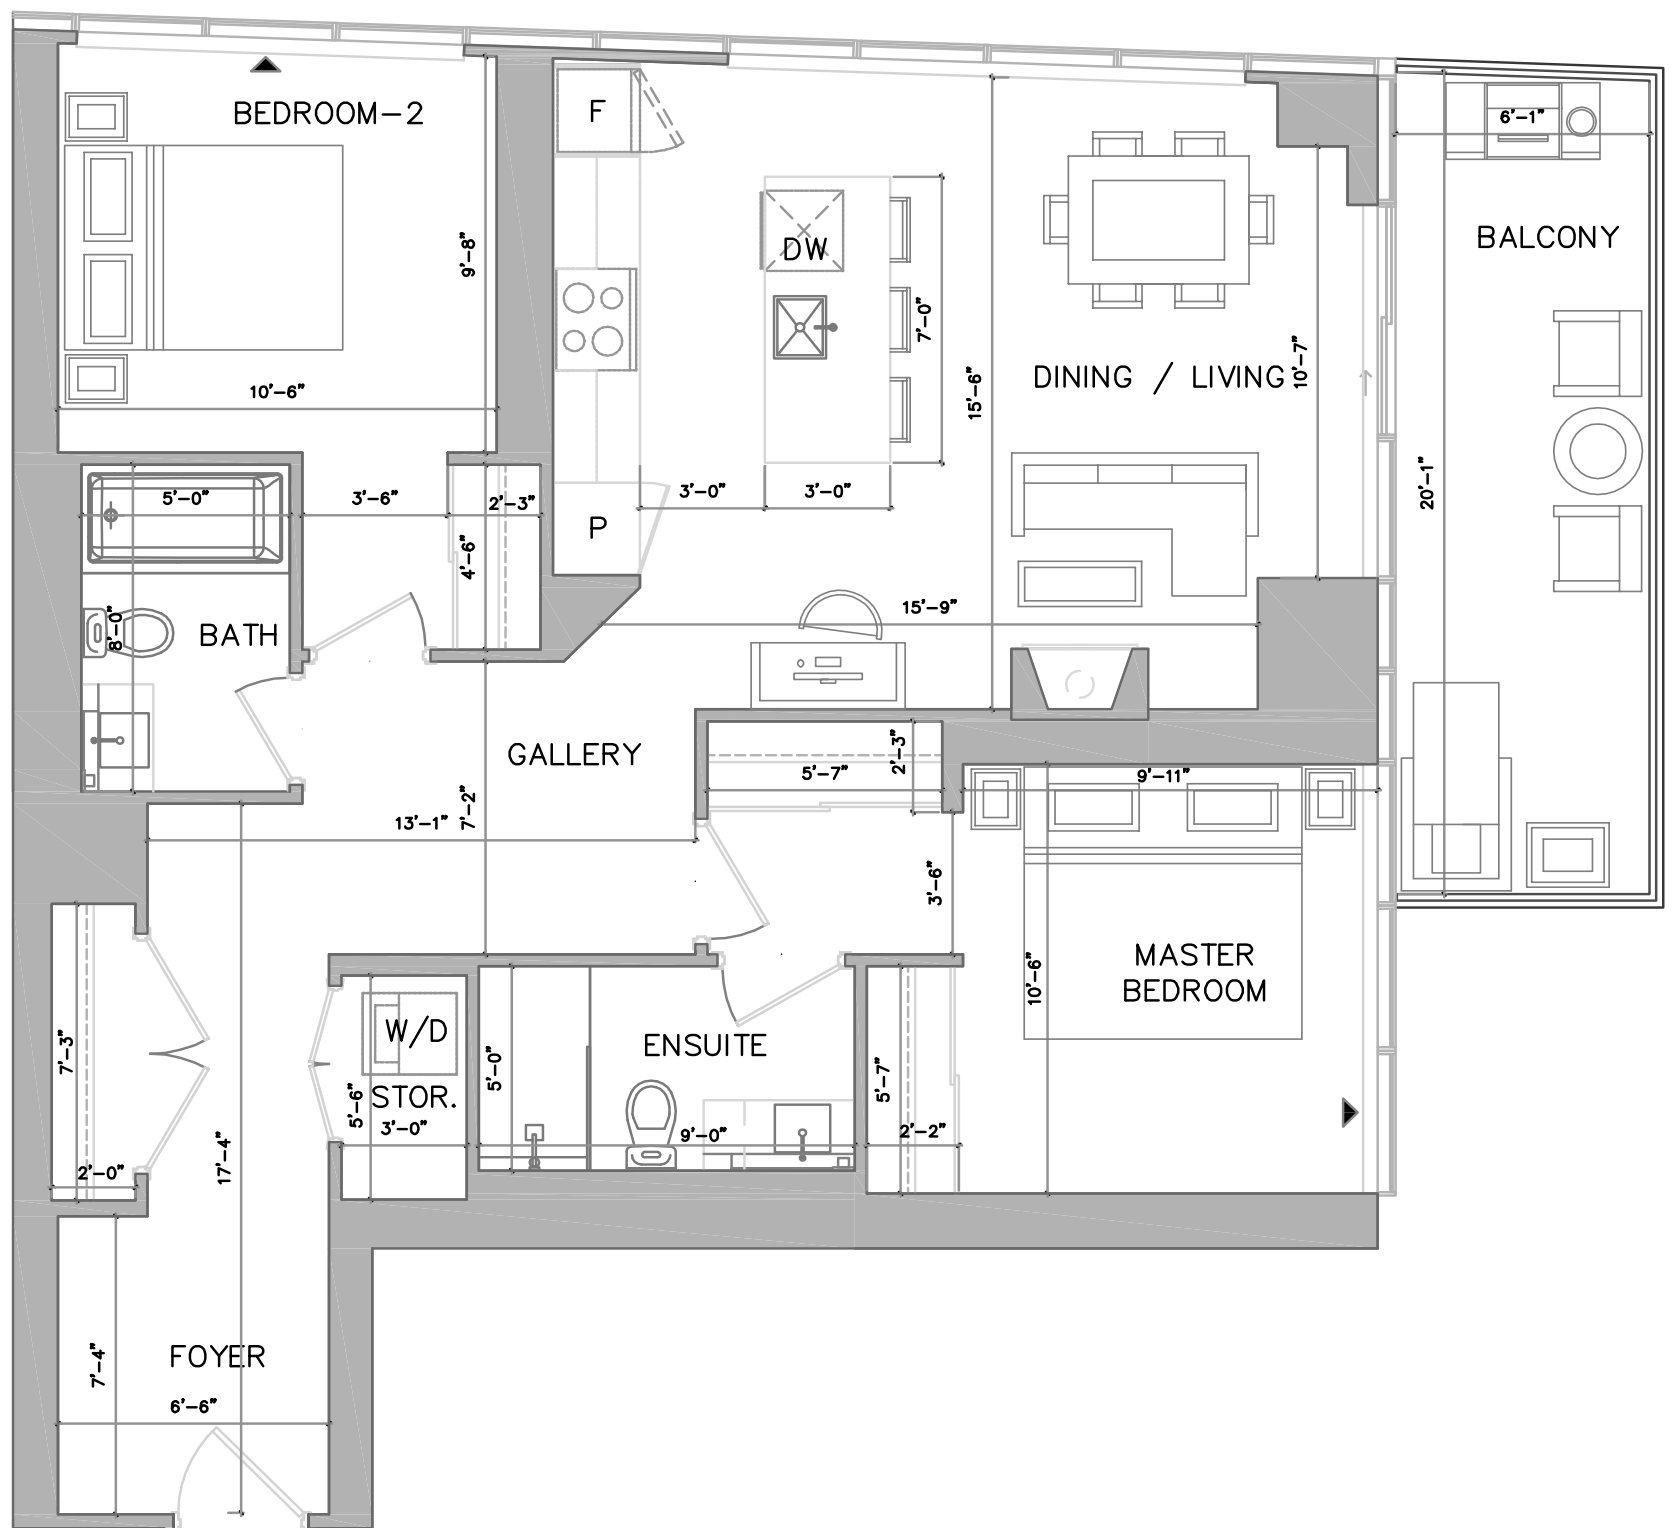 BEDROOM-2
F
6'-1"
BALCONY
DW
9'-8"
7'-0"
10'-7"
DINING / LIVING
15'-6"
10'-6"
5'-0"
3'-6"
2'-3"
3'-0"
3'-0"
20'-1"
P
4'-6"
15'-9"
8'-0"
BATH
GALLERY
2'-3"
5'-7"
9'-11"
13'-1"
7'-2"
3'-6"
MASTER
BEDROOM
10'-6"
W/D
ENSUITE
7'-3"
5'-0"
5'-7"
5'-6"
STOR.
3'-0"
9'-0"
2'-2"
2'-0"
17'-4"
FOYER
7'-4"
6'-6"